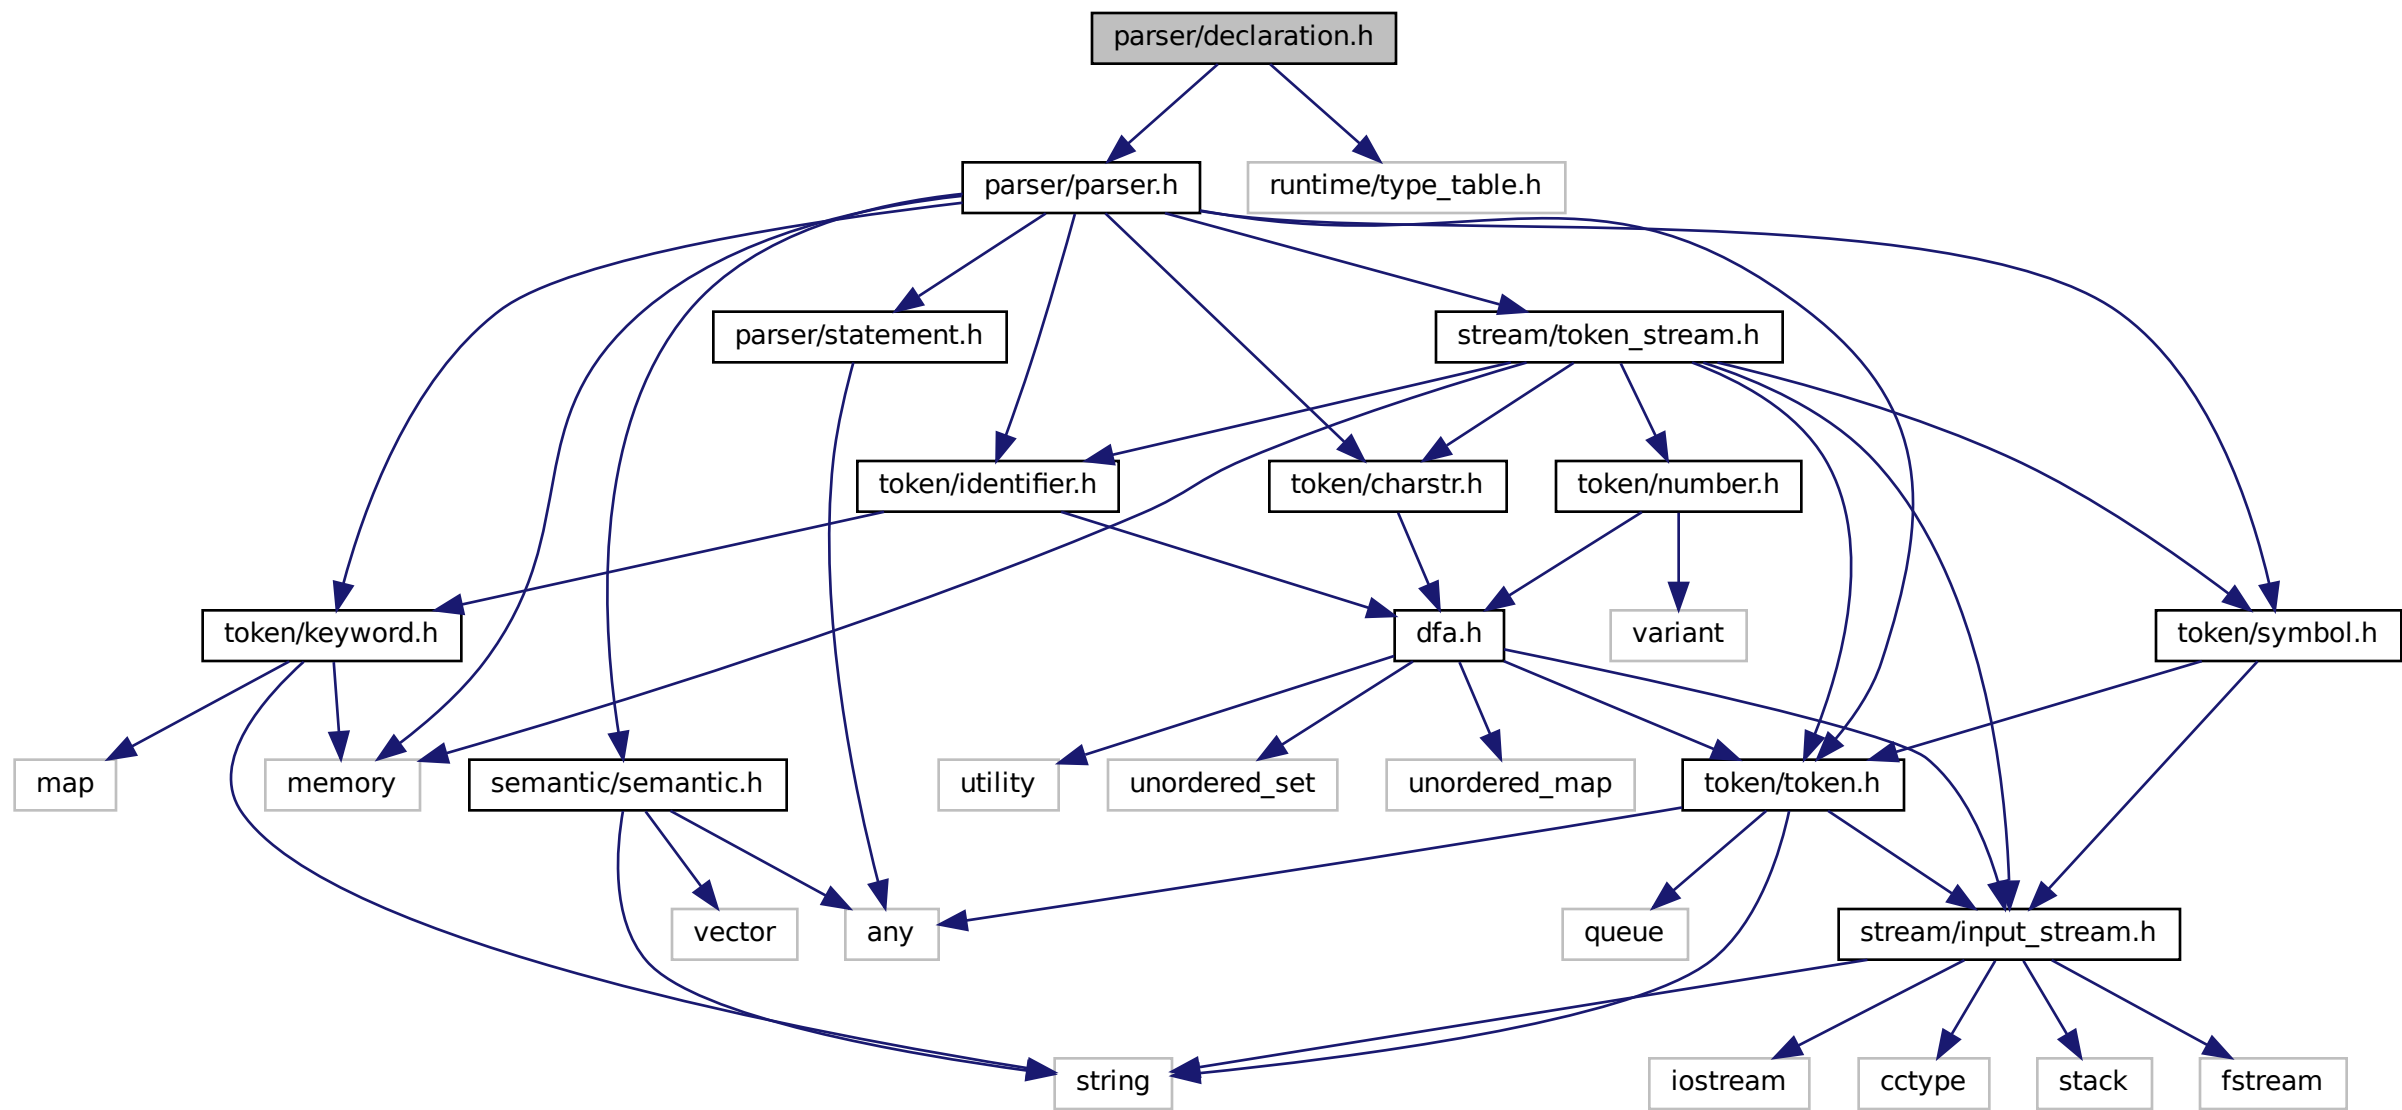 parser/declaration.h
parser/parser.h
runtime/type_table.h
parser/statement.h
stream/token_stream.h
token/identifier.h
token/charstr.h
token/number.h
token/keyword.h
dfa.h
variant
token/symbol.h
map
memory
semantic/semantic.h
utility
unordered_set
unordered_map
token/token.h
vector
any
queue
stream/input_stream.h
string
iostream
cctype
stack
fstream